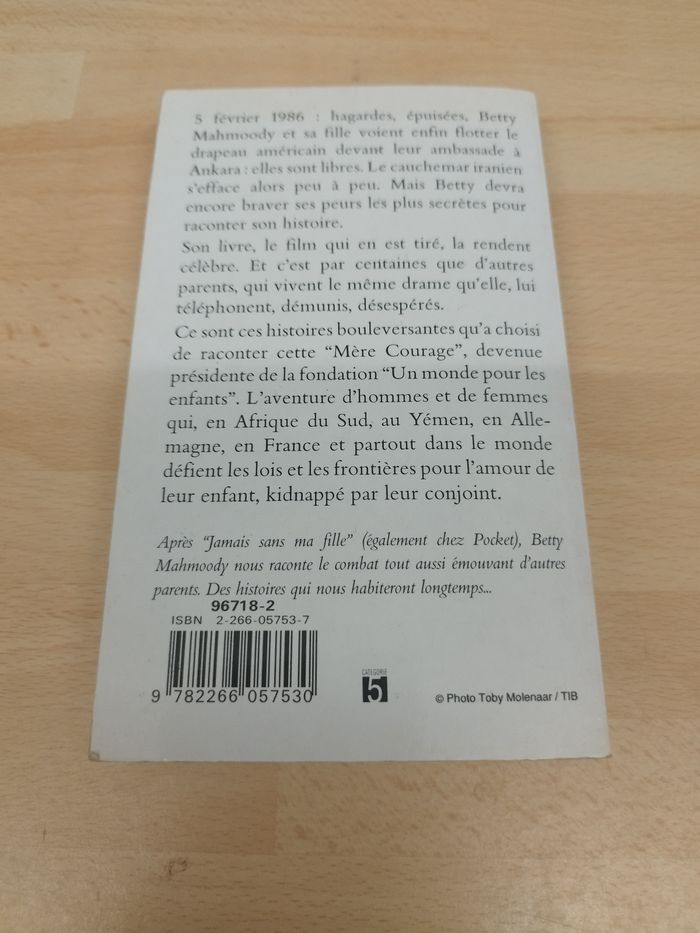 5 février 1986 : hagardes, épuisées, Betty
Mahmoody et sa fille voient enfin flotter le
drapeau américain devant leur ambassade à
Ankara : elles sont libres. Le cauchemar iranien
s'efface alors peu à peu. Mais Betty devra
encore braver ses peurs les plus secrètes pour
raconter son histoire.
Son livre, le film qui en est tiré, la rendent
célèbre. Et c'est par centaines que d'autres
parents, qui vivent le même drame qu'elle, lui
téléphonent, démunis, désespérés.
Ce sont ces histoires bouleversantes qu'a choisi
de raconter cette "Mère Courage", devenue
présidente de la fondation "Un monde pour les
enfants". L'aventure d'hommes et de femmes
qui, en Afrique du Sud, au Yémen, en Alle-
magne, en France et partout dans le monde
défient les lois et les frontières pour l'amour de
leur enfant, kidnappé par leur conjoint.
Après "Jamais sans ma fille" (également chez Pocket), Betty
Mahmoody nous raconte le combat tout aussi émouvant d'autres
parents. Des histoires qui nous habiteront longtemps...
96718-2
ISBN 2-266-05753-7
9 782266 057530
CATEGORIE
5
© Photo Toby Molenaar / TIB